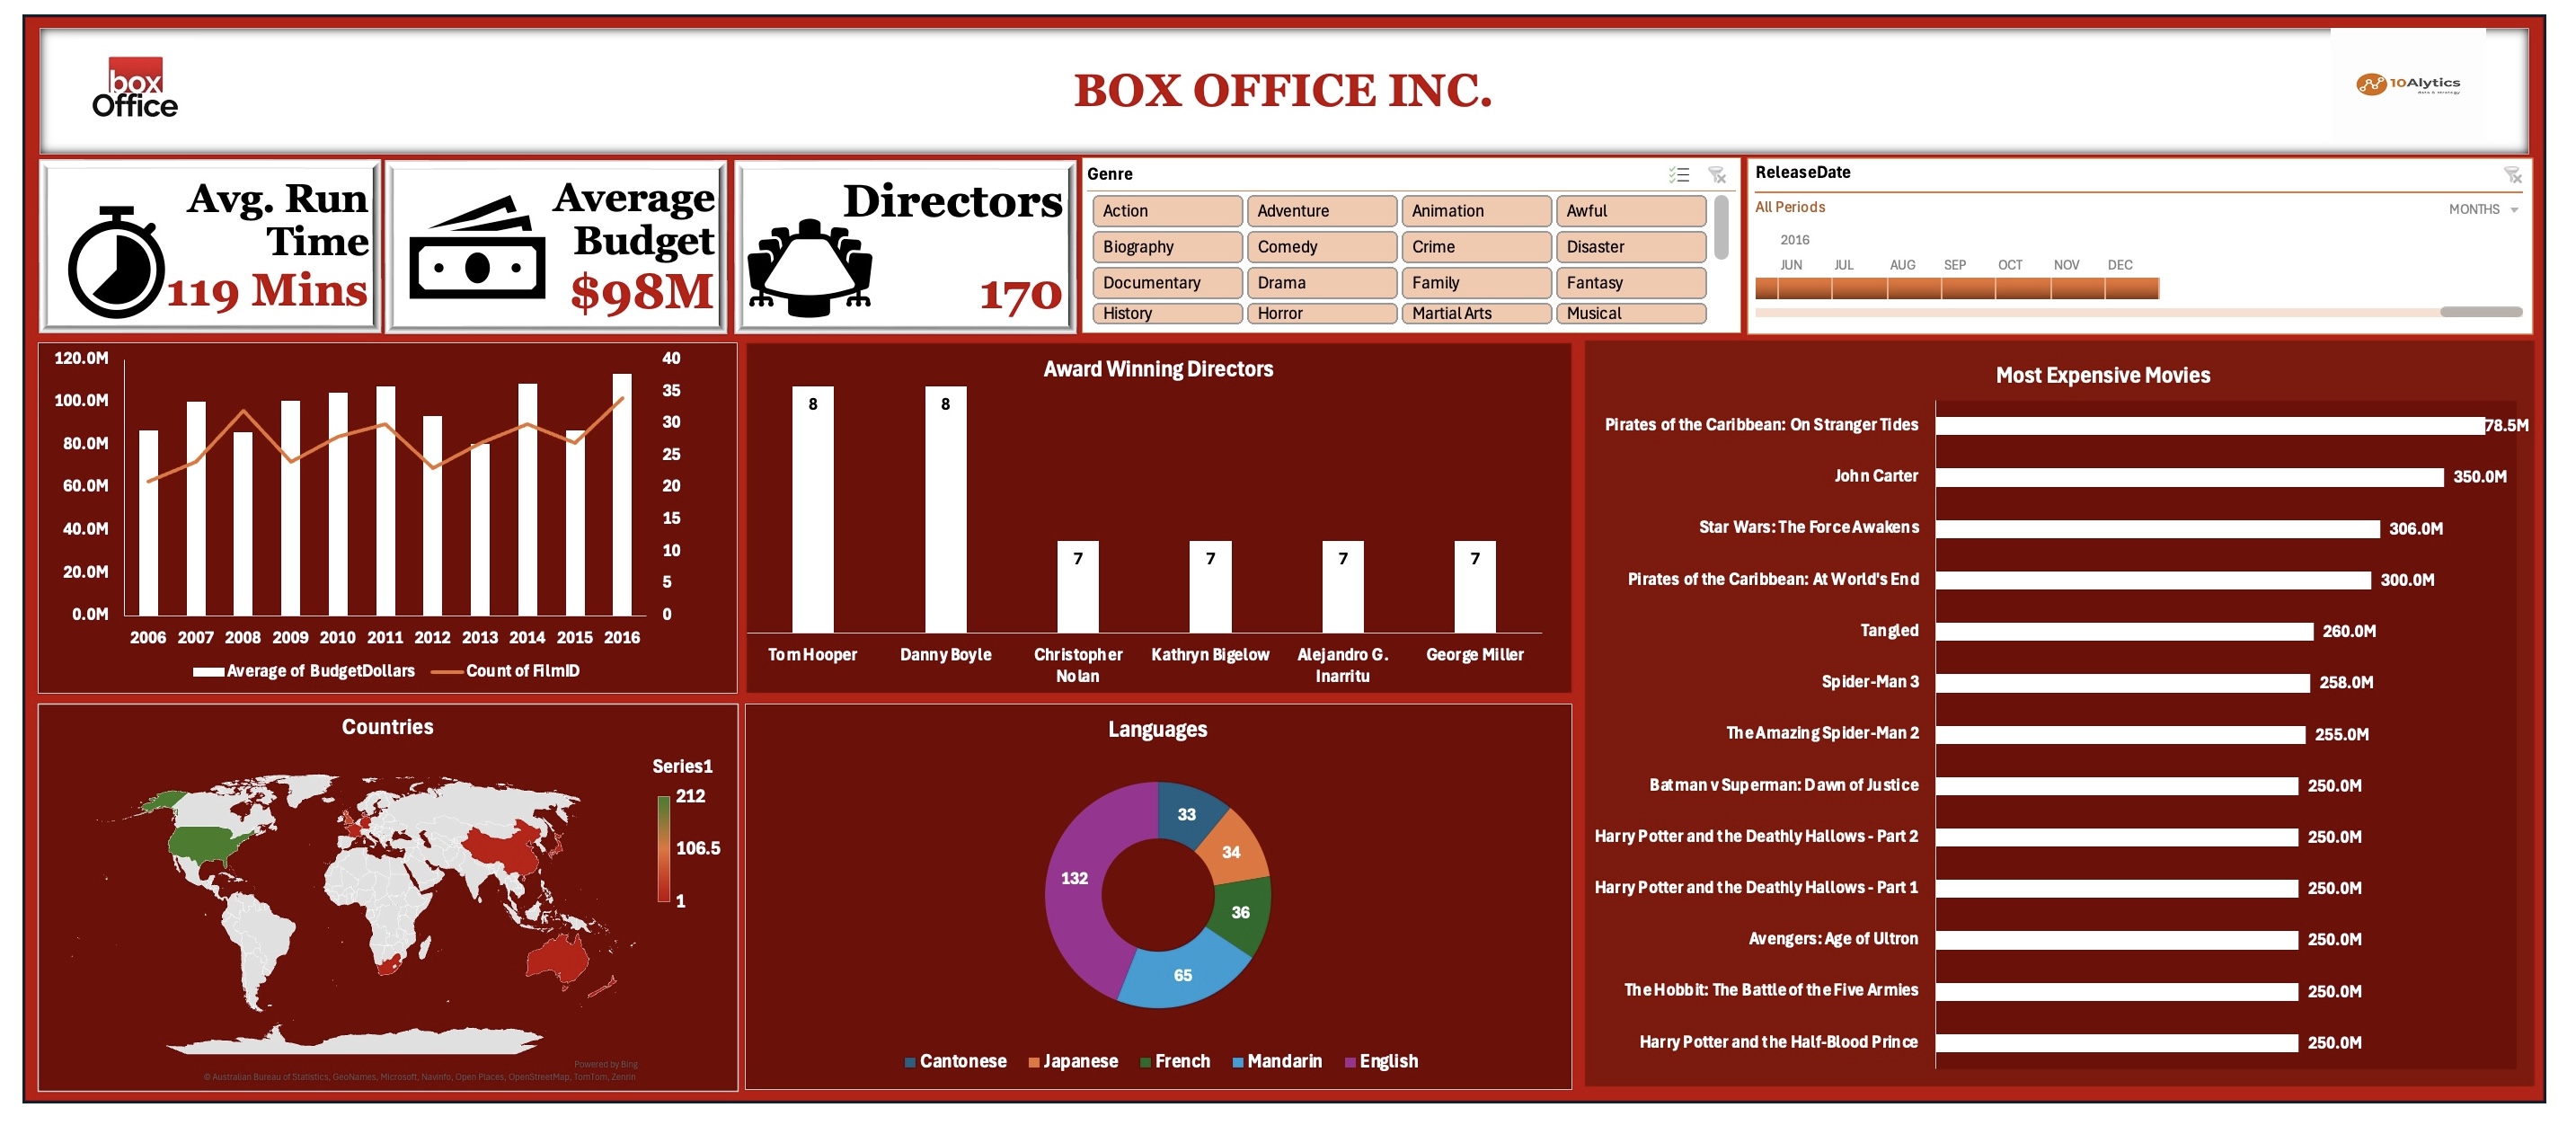 box
Office
BOX OFFICE INC.
10Alytics
Avg. Run
Time
119 Mins
Average
Budget
$98M
Directors
170
Genre
Action
Adventure
Animation
Awful
Biography
Comedy
Crime
Disaster
Documentary
Drama
Family
Fantasy
History
Horror
Martial Arts
Musical
ReleaseDate
All Periods
MONTHS
2016
JUN JUL AUG SEP OCT NOV DEC
120.0M
100.0M
80.0M
60.0M
40.0M
20.0M
0.0M
40
35
30
25
20
15
10
5
0
2006 2007 2008 2009 2010 2011 2012 2013 2014 2015 2016
Average of BudgetDollars Count of FilmID
Award Winning Directors
8 8 7 7 7 7
Tom Hooper
Danny Boyle
Christopher
Nolan
Kathryn Bigelow
Alejandro G.
Inarritu
George Miller
Most Expensive Movies
Pirates of the Caribbean: On Stranger Tides 78.5M
John Carter 350.0M
Star Wars: The Force Awakens 306.0M
Pirates of the Caribbean: At World's End 300.0M
Tangled 260.0M
Spider-Man 3 258.0M
The Amazing Spider-Man 2 255.0M
Batman v Superman: Dawn of Justice 250.0M
Harry Potter and the Deathly Hallows - Part 2 250.0M
Harry Potter and the Deathly Hallows - Part 1 250.0M
Avengers: Age of Ultron 250.0M
The Hobbit: The Battle of the Five Armies 250.0M
Harry Potter and the Half-Blood Prince 250.0M
Countries
Series1
212
106.5
1
Powered by Bing
© Australian Bureau of Statistics, GeoNames, Microsoft, Navinfo, Open Places, OpenStreetMap, TomTom, Zenrin
Languages
33
34
36
65
132
Cantonese Japanese French Mandarin English